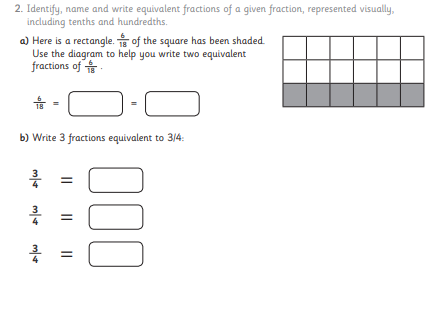 2. Identify, name and write equivalent fractions of a given fraction, represented visually,
including tenths and hundredths.
a) Here is a rectangle. 6/18 of the square has been shaded.
Use the diagram to help you write two equivalent
fractions of 6/18 .
6/18 = =
b) Write 3 fractions equivalent to 3/4:
3/4 =
3/4 =
3/4 =